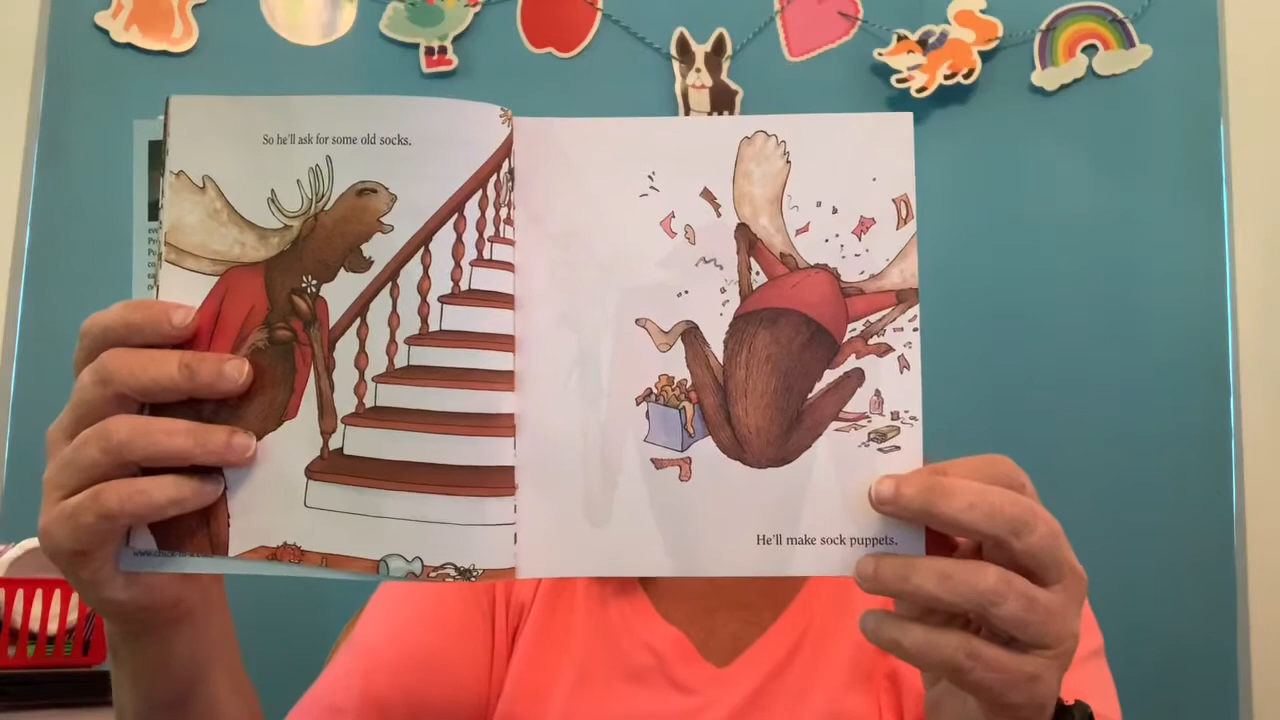 So he'll ask for some old socks.
He'll make sock puppets.